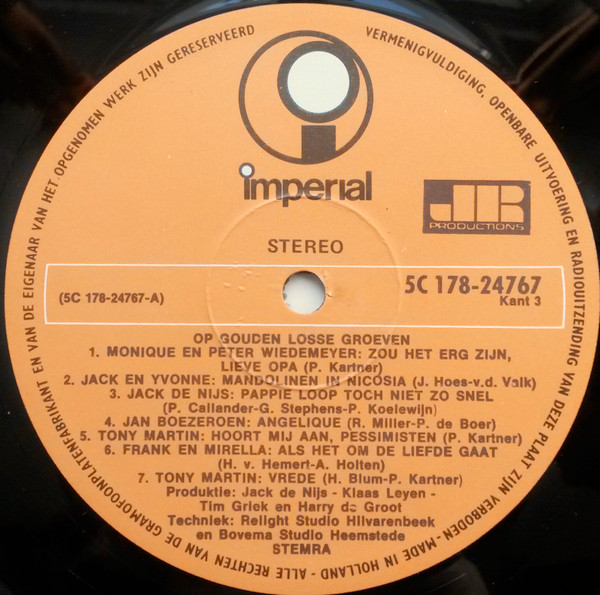 VERMENIGVULDIGING, OPENBARE UITVOERING EN RADIOUITZENDING VAN DEZE PLAAT ZIJN VERBODEN - MADE IN HOLLAND - ALLE RECHTEN VAN DE GRAMOFOONPLATENFABRIKANT EN VAN DE EIGENAAR VAN HET OPGENOMEN WERK ZIJN GERESERVEERD
imperial
JR
PRODUCTIONS
STEREO
(5C 178-24767-A)
5C 178-24767
Kant 3
OP GOUDEN LOSSE GROEVEN
1. MONIQUE EN PETER WIEDEMEYER: ZOU HET ERG ZIJN,
LIEVE OPA (P. Kartner)
2. JACK EN YVONNE: MANDOLINEN IN NICOSIA (J. Hoes-v.d. Valk)
3. JACK DE NIJS: PAPPIE LOOP TOCH NIET ZO SNEL
(P. Callander-G. Stephens-P. Koelewijn)
4. JAN BOEZEROEN: ANGELIQUE (R. Miller-P. de Boer)
5. TONY MARTIN: HOORT MIJ AAN, PESSIMISTEN (P. Kartner)
6. FRANK EN MIRELLA: ALS HET OM DE LIEFDE GAAT
(H. v. Hemert-A. Holten)
7. TONY MARTIN: VREDE (H. Blum-P. Kartner)
Produktie: Jack de Nijs - Klaas Leyen -
Tim Griek en Harry de Groot
Techniek: Relight Studio Hilvarenbeek
en Bovema Studio Heemstede
STEMRA